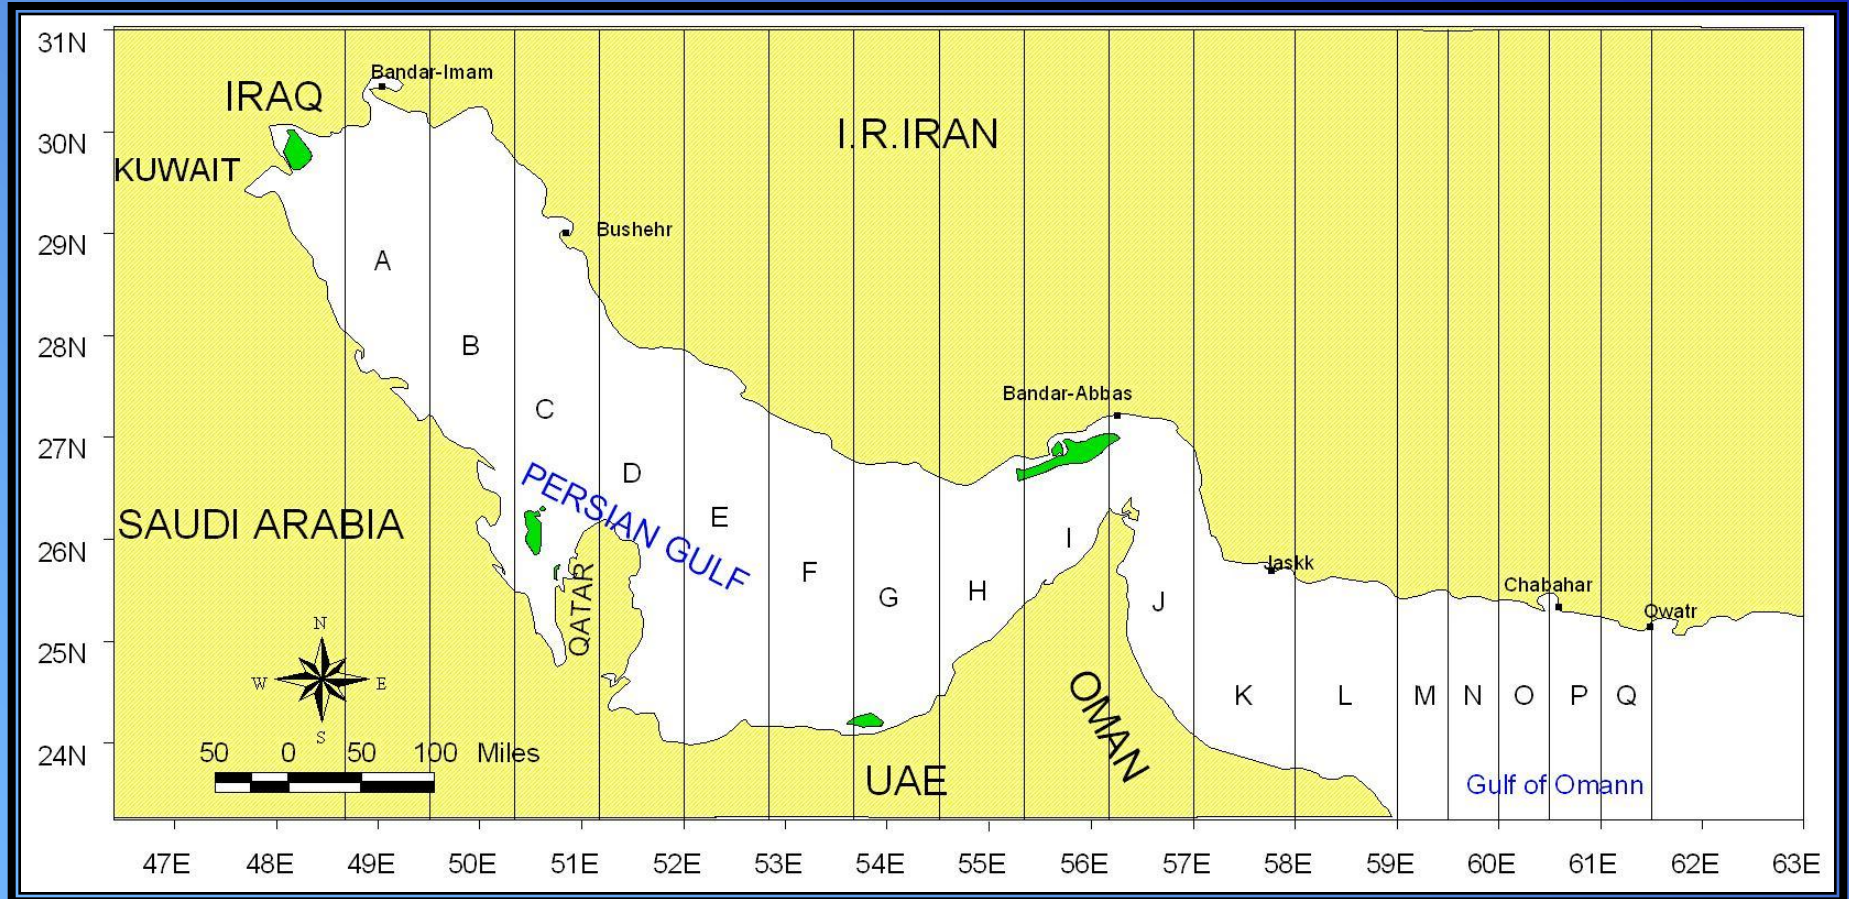 31N
Bandar-Imam
IRAQ
I.R.IRAN
30N
KUWAIT
Bushehr
29N
A
28N
B
Bandar-Abbas
C
27N
D
PERSIAN GULF
SAUDI ARABIA
E
26N
I
Jaskk
F
Chabahar
QATAR
H
G
J
Qwatr
25N
N
W
E
S
OMAN
K
L
M
N
O
P
Q
24N
50 0 50 100 Miles
UAE
Gulf of Omann
47E 48E 49E 50E 51E 52E 53E 54E 55E 56E 57E 58E 59E 60E 61E 62E 63E